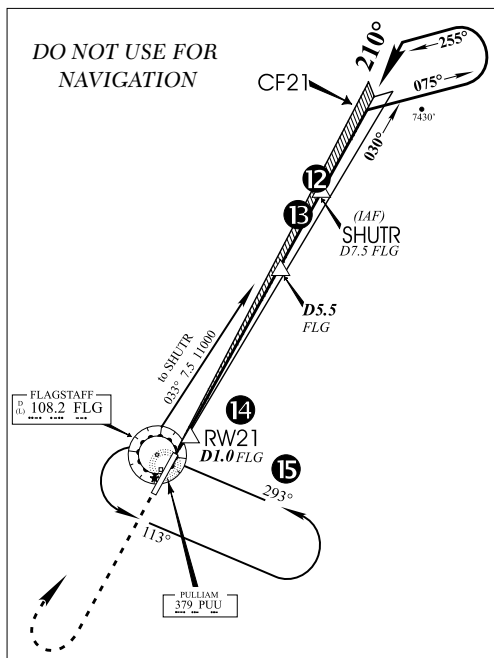 DO NOT USE FOR
NAVIGATION
210°
255°
075°
CF21
7430'
030°
12
13
(IAF)
SHUTR
D7.5 FLG
D5.5
FLG
to SHUTR
033° 7.5 11000
FLAGSTAFF
D
(L) 108.2 FLG
14
RW21
D1.0 FLG
15
293°
113°
PULLIAM
379 PUU